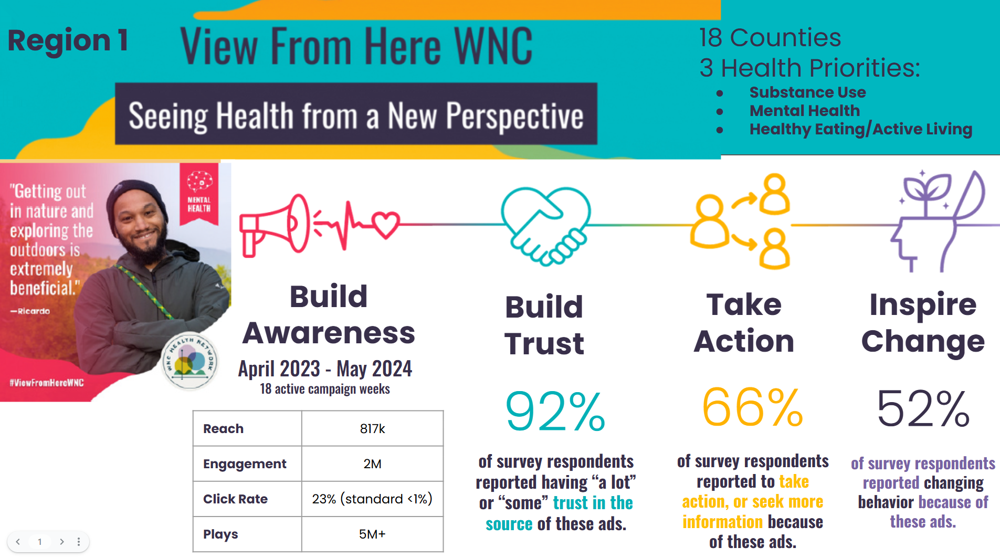 Region 1
View From Here WNC
Seeing Health from a New Perspective
18 Counties
3 Health Priorities:
● Substance Use
● Mental Health
● Healthy Eating/Active Living
"Getting out
in nature and
exploring the
outdoors is
extremely
beneficial."
—Ricardo
MENTAL
HEALTH
WNC HEALTH NETWORK
#ViewFromHereWNC
Build
Awareness
April 2023 - May 2024
18 active campaign weeks
Reach 817k
Engagement 2M
Click Rate 23% (standard <1%)
Plays 5M+
Build
Trust
92%
of survey respondents
reported having “a lot”
or “some” trust in the
source of these ads.
Take
Action
66%
of survey respondents
reported to take
action, or seek more
information because
of these ads.
Inspire
Change
52%
of survey respondents
reported changing
behavior because of
these ads.
1